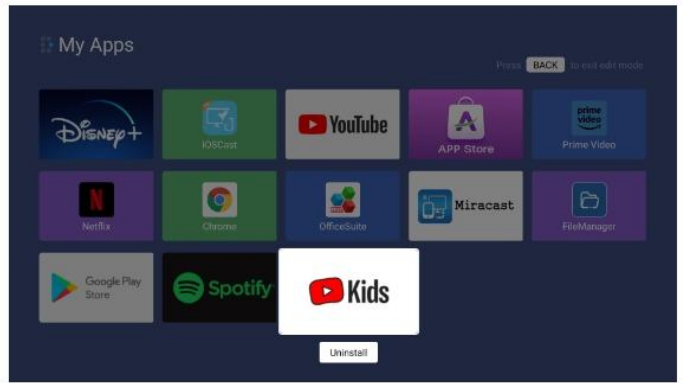 My Apps
Press BACK to exit edit mode
Disney+
iOSCast
YouTube
APP Store
prime video
Prime Video
Netflix
Chrome
OfficeSuite
Miracast
FileManager
Google Play
Store
Spotify
Kids
Uninstall